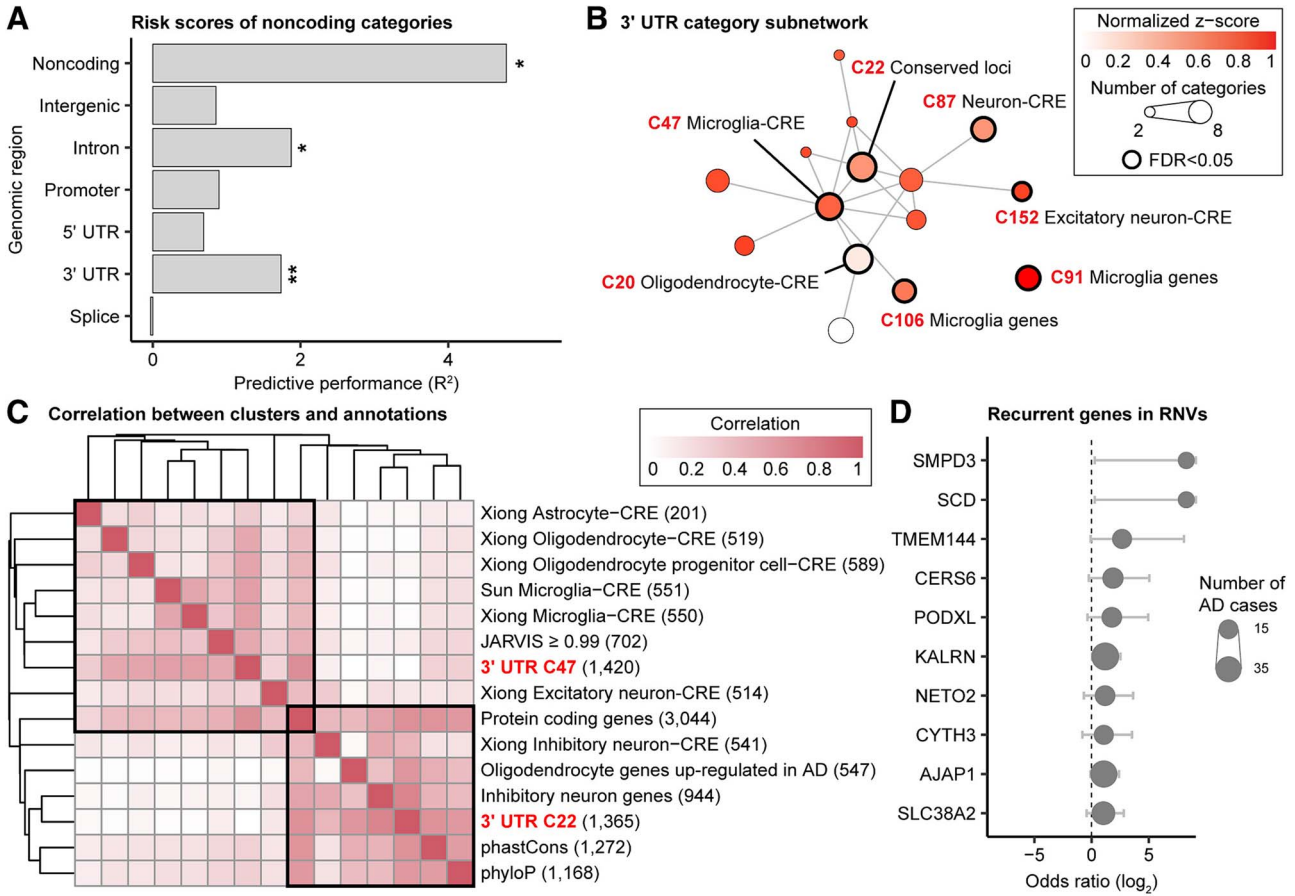 A
Risk scores of noncoding categories
Genomic region
Noncoding
*
Intergenic
Intron
*
Promoter
5' UTR
3' UTR
**
Splice
0
2
4
Predictive performance (R²)
B
3' UTR category subnetwork
C22 Conserved loci
C87 Neuron-CRE
C47 Microglia-CRE
C152 Excitatory neuron-CRE
C20 Oligodendrocyte-CRE
C91 Microglia genes
C106 Microglia genes
Normalized z−score
0 0.2 0.4 0.6 0.8 1
Number of categories
2
8
FDR<0.05
C
Correlation between clusters and annotations
Correlation
0 0.2 0.4 0.6 0.8 1
Xiong Astrocyte−CRE (201)
Xiong Oligodendrocyte−CRE (519)
Xiong Oligodendrocyte progenitor cell−CRE (589)
Sun Microglia−CRE (551)
Xiong Microglia−CRE (550)
JARVIS ≥ 0.99 (702)
3' UTR C47 (1,420)
Xiong Excitatory neuron-CRE (514)
Protein coding genes (3,044)
Xiong Inhibitory neuron−CRE (541)
Oligodendrocyte genes up-regulated in AD (547)
Inhibitory neuron genes (944)
3' UTR C22 (1,365)
phastCons (1,272)
phyloP (1,168)
D
Recurrent genes in RNVs
SMPD3
SCD
TMEM144
CERS6
PODXL
KALRN
NETO2
CYTH3
AJAP1
SLC38A2
−5
0
5
Odds ratio (log₂)
Number of
AD cases
15
35